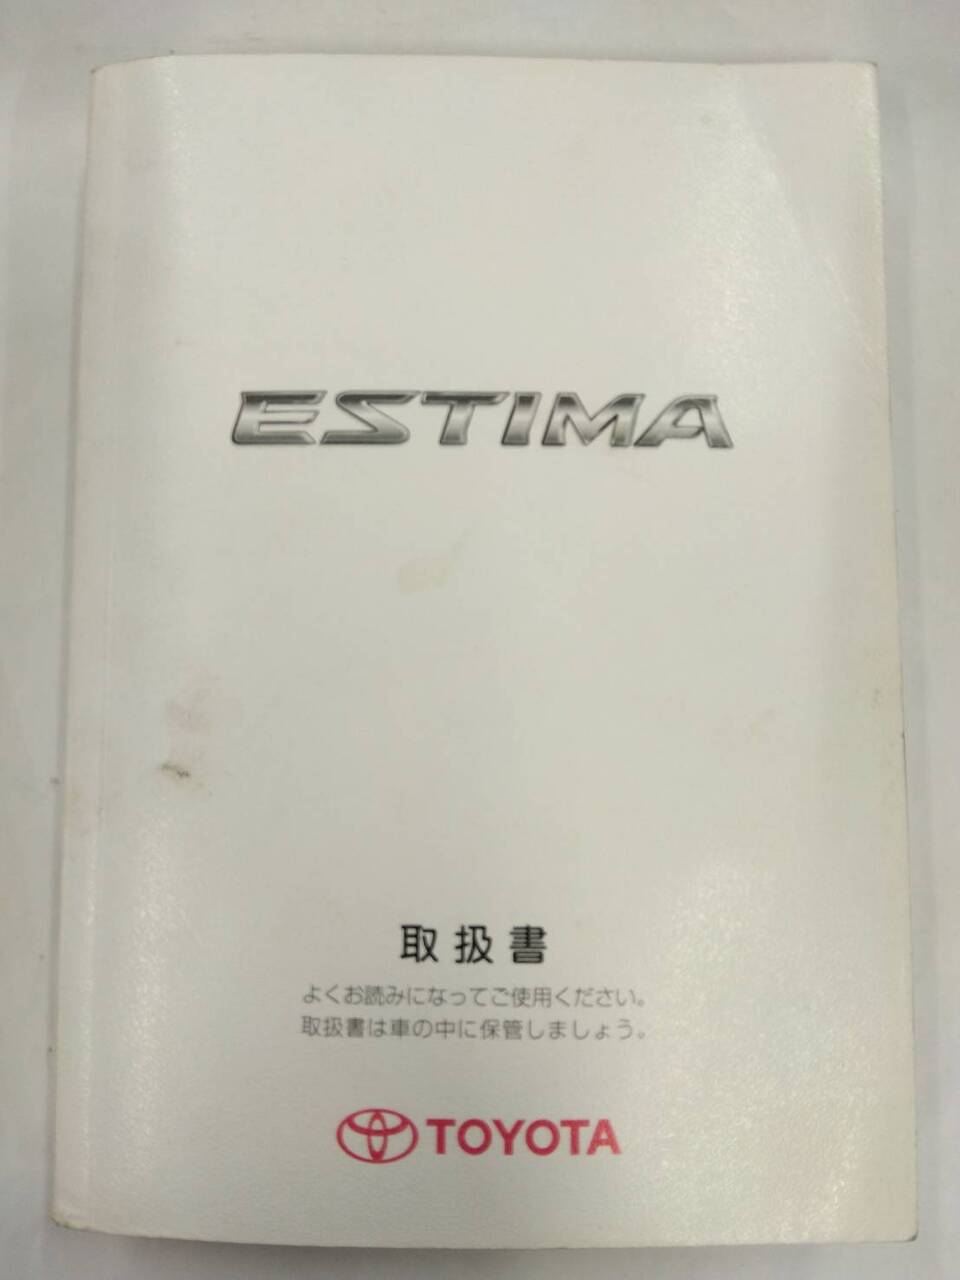 ESTIMA
取扱書
よくお読みになってご使用ください。
取扱書は車の中に保管しましょう。
TOYOTA